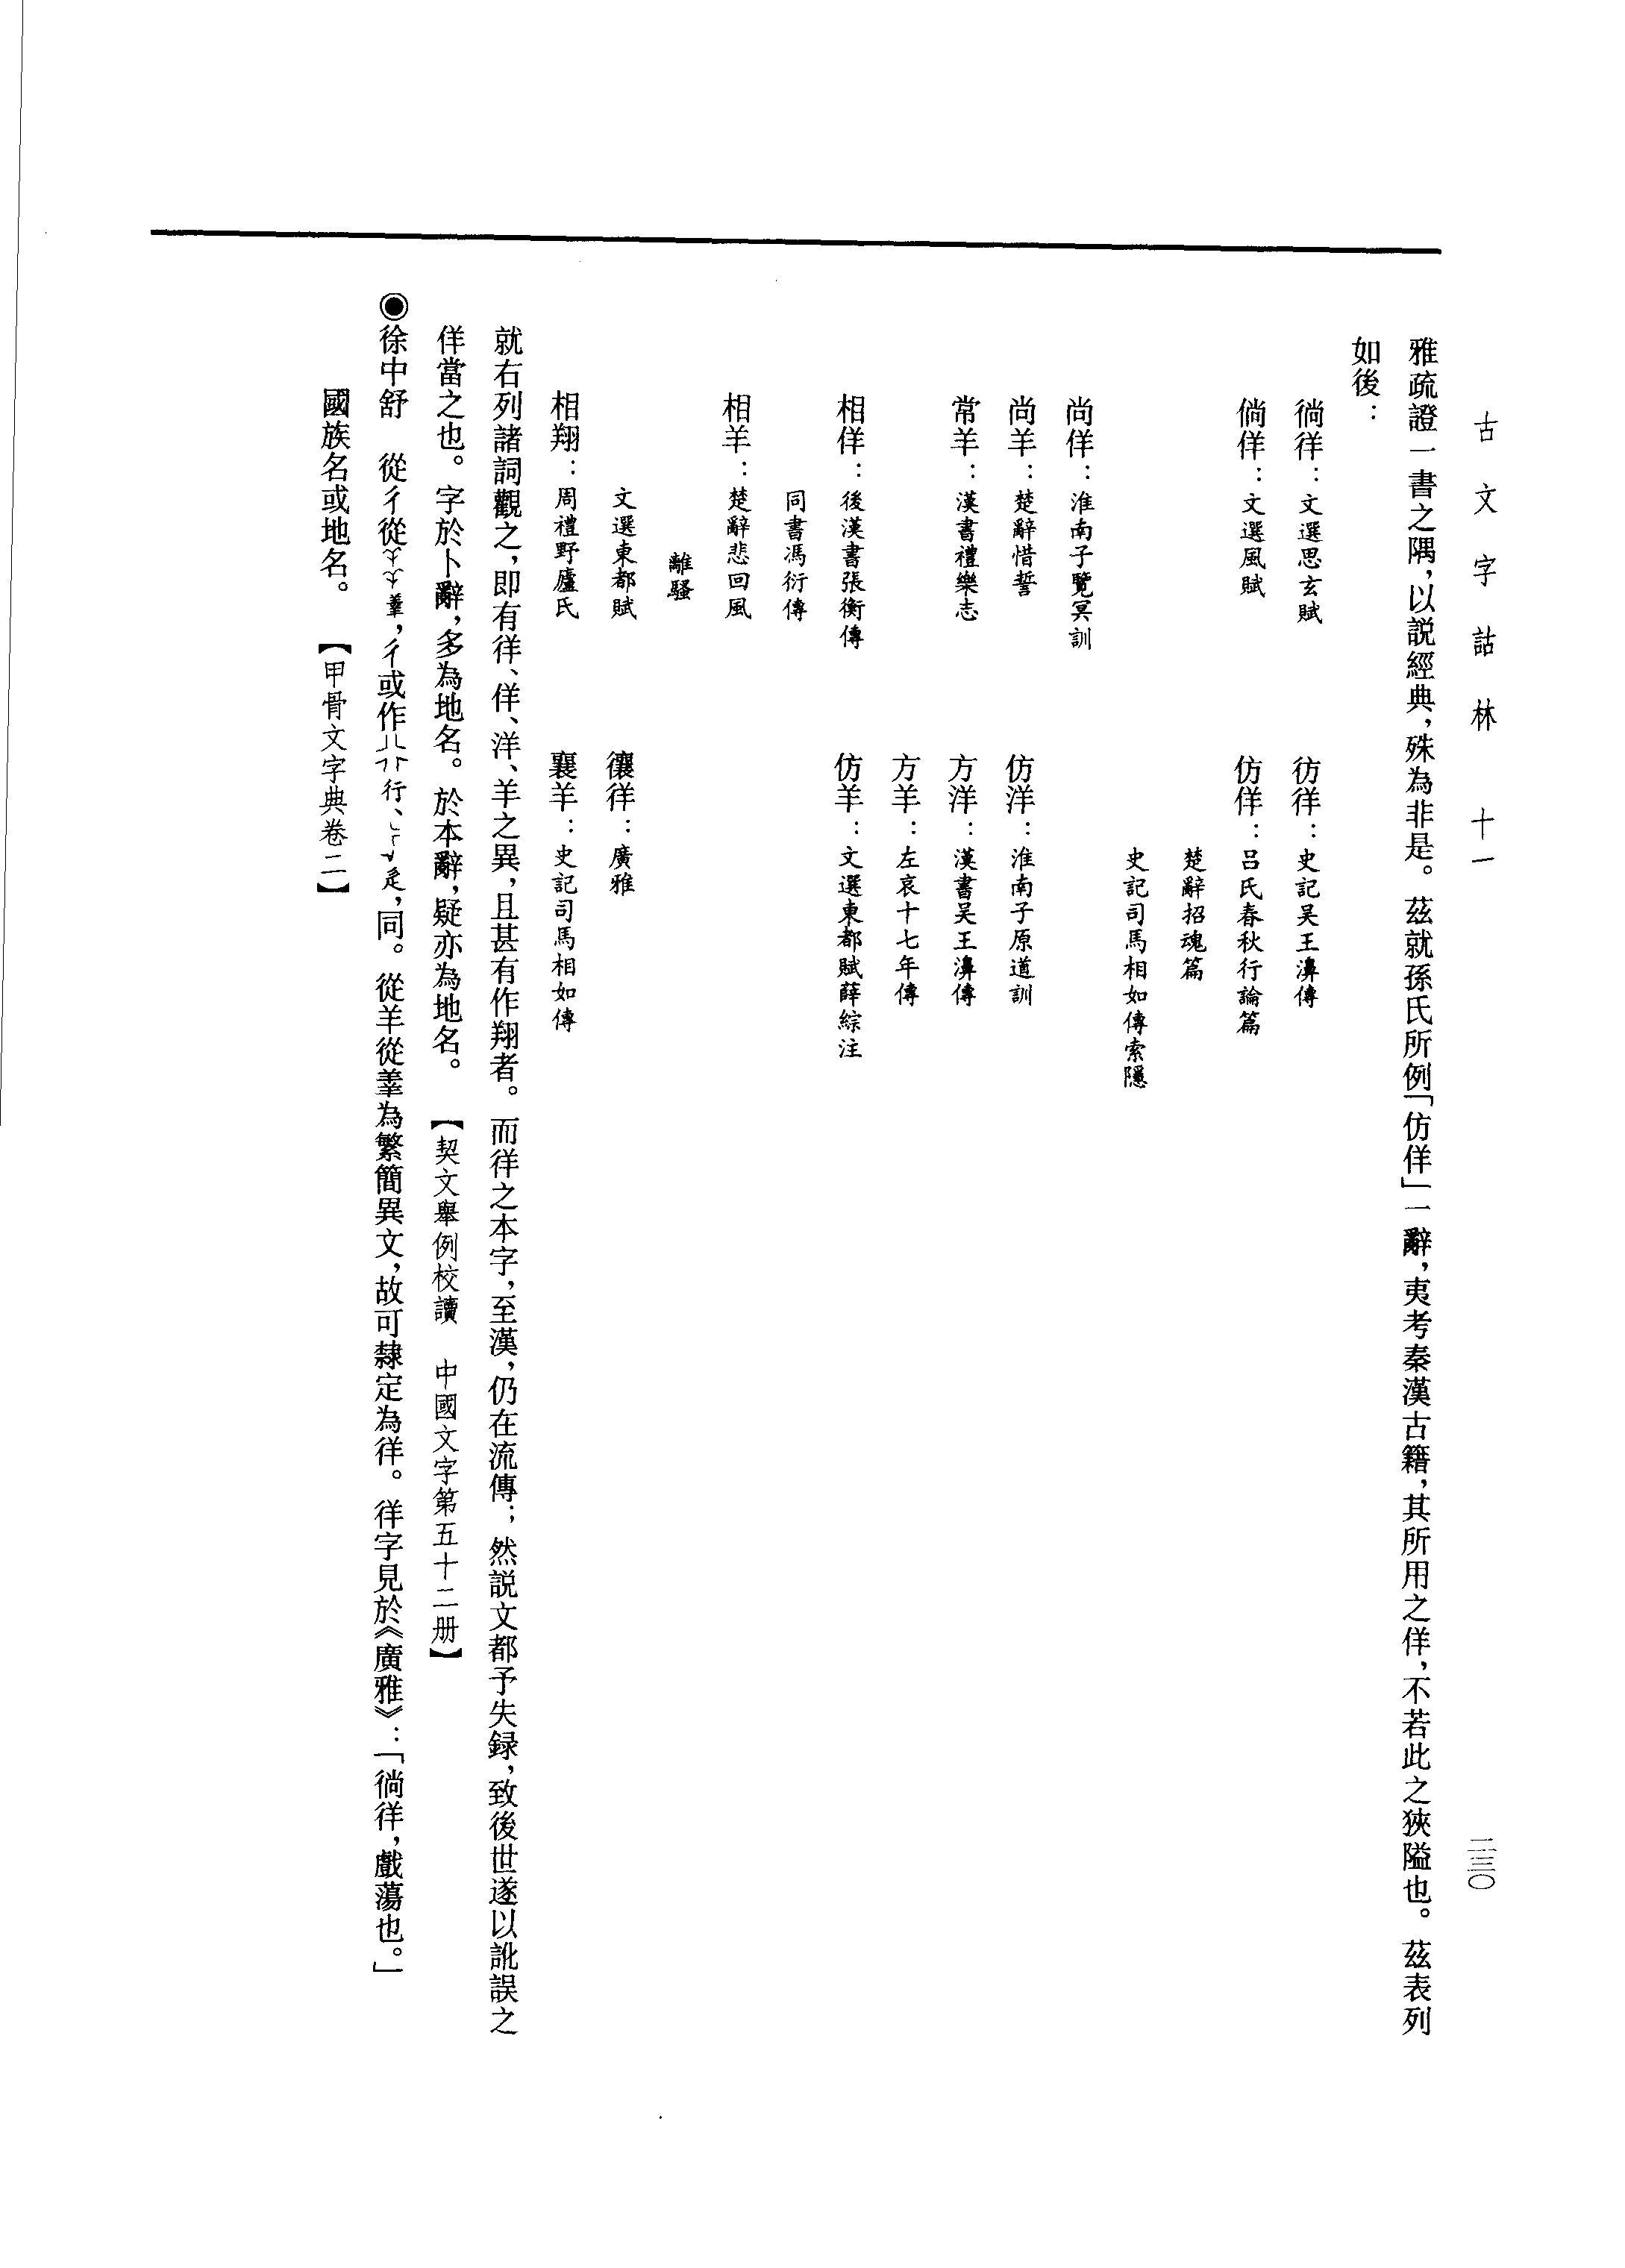 古文字詁林　十一
二三〇
雅疏證一書之隅，以説經典，殊為非是。茲就孫氏所例「仿佯」一辭，夷考秦漢古籍，其所用之佯，不若此之狹隘也。茲表列
如後：
徜徉：文選思玄賦　彷徉：史記吴王濞傳
倘佯：文選風賦　仿佯：吕氏春秋行論篇
楚辭招魂篇
史記司馬相如傳索隱
尚佯：淮南子覽冥訓
尚羊：楚辭惜誓　仿洋：淮南子原道訓
常羊：漢書禮樂志　方洋：漢書吴王濞傳
方羊：左哀十七年傳
相佯：後漢書張衡傳　仿羊：文選東都賦薛綜注
同書馮衍傳
相羊：楚辭悲回風
離騷
文選東都賦　忀徉：廣雅
相翔：周禮野廬氏　襄羊：史記司馬相如傳
就右列諸詞觀之，即有徉、佯、洋、羊之異，且甚有作翔者。而徉之本字，至漢，仍在流傳；然説文都予失録，致後世遂以訛誤之
佯當之也。字於卜辭，多為地名。於本辭，疑亦為地名。【契文舉例校讀　中國文字第五十二册】
◉徐中舒　從彳從羴，彳或作行、辵，同。從羊從羴為繁簡異文，故可隸定為徉。徉字見於《廣雅》：「徜徉，戲蕩也。」
國族名或地名。【甲骨文字典卷二】